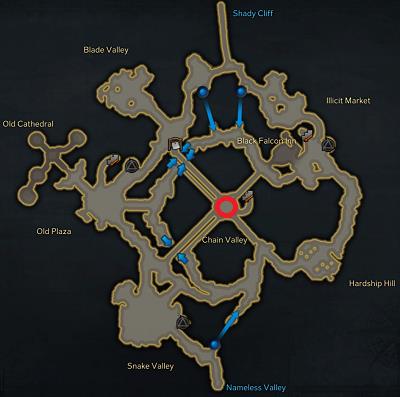 Shady Cliff
Blade Valley
Illicit Market
Old Cathedral
Black Falcon Inn
Old Plaza
Chain Valley
Hardship Hill
Snake Valley
Nameless Valley